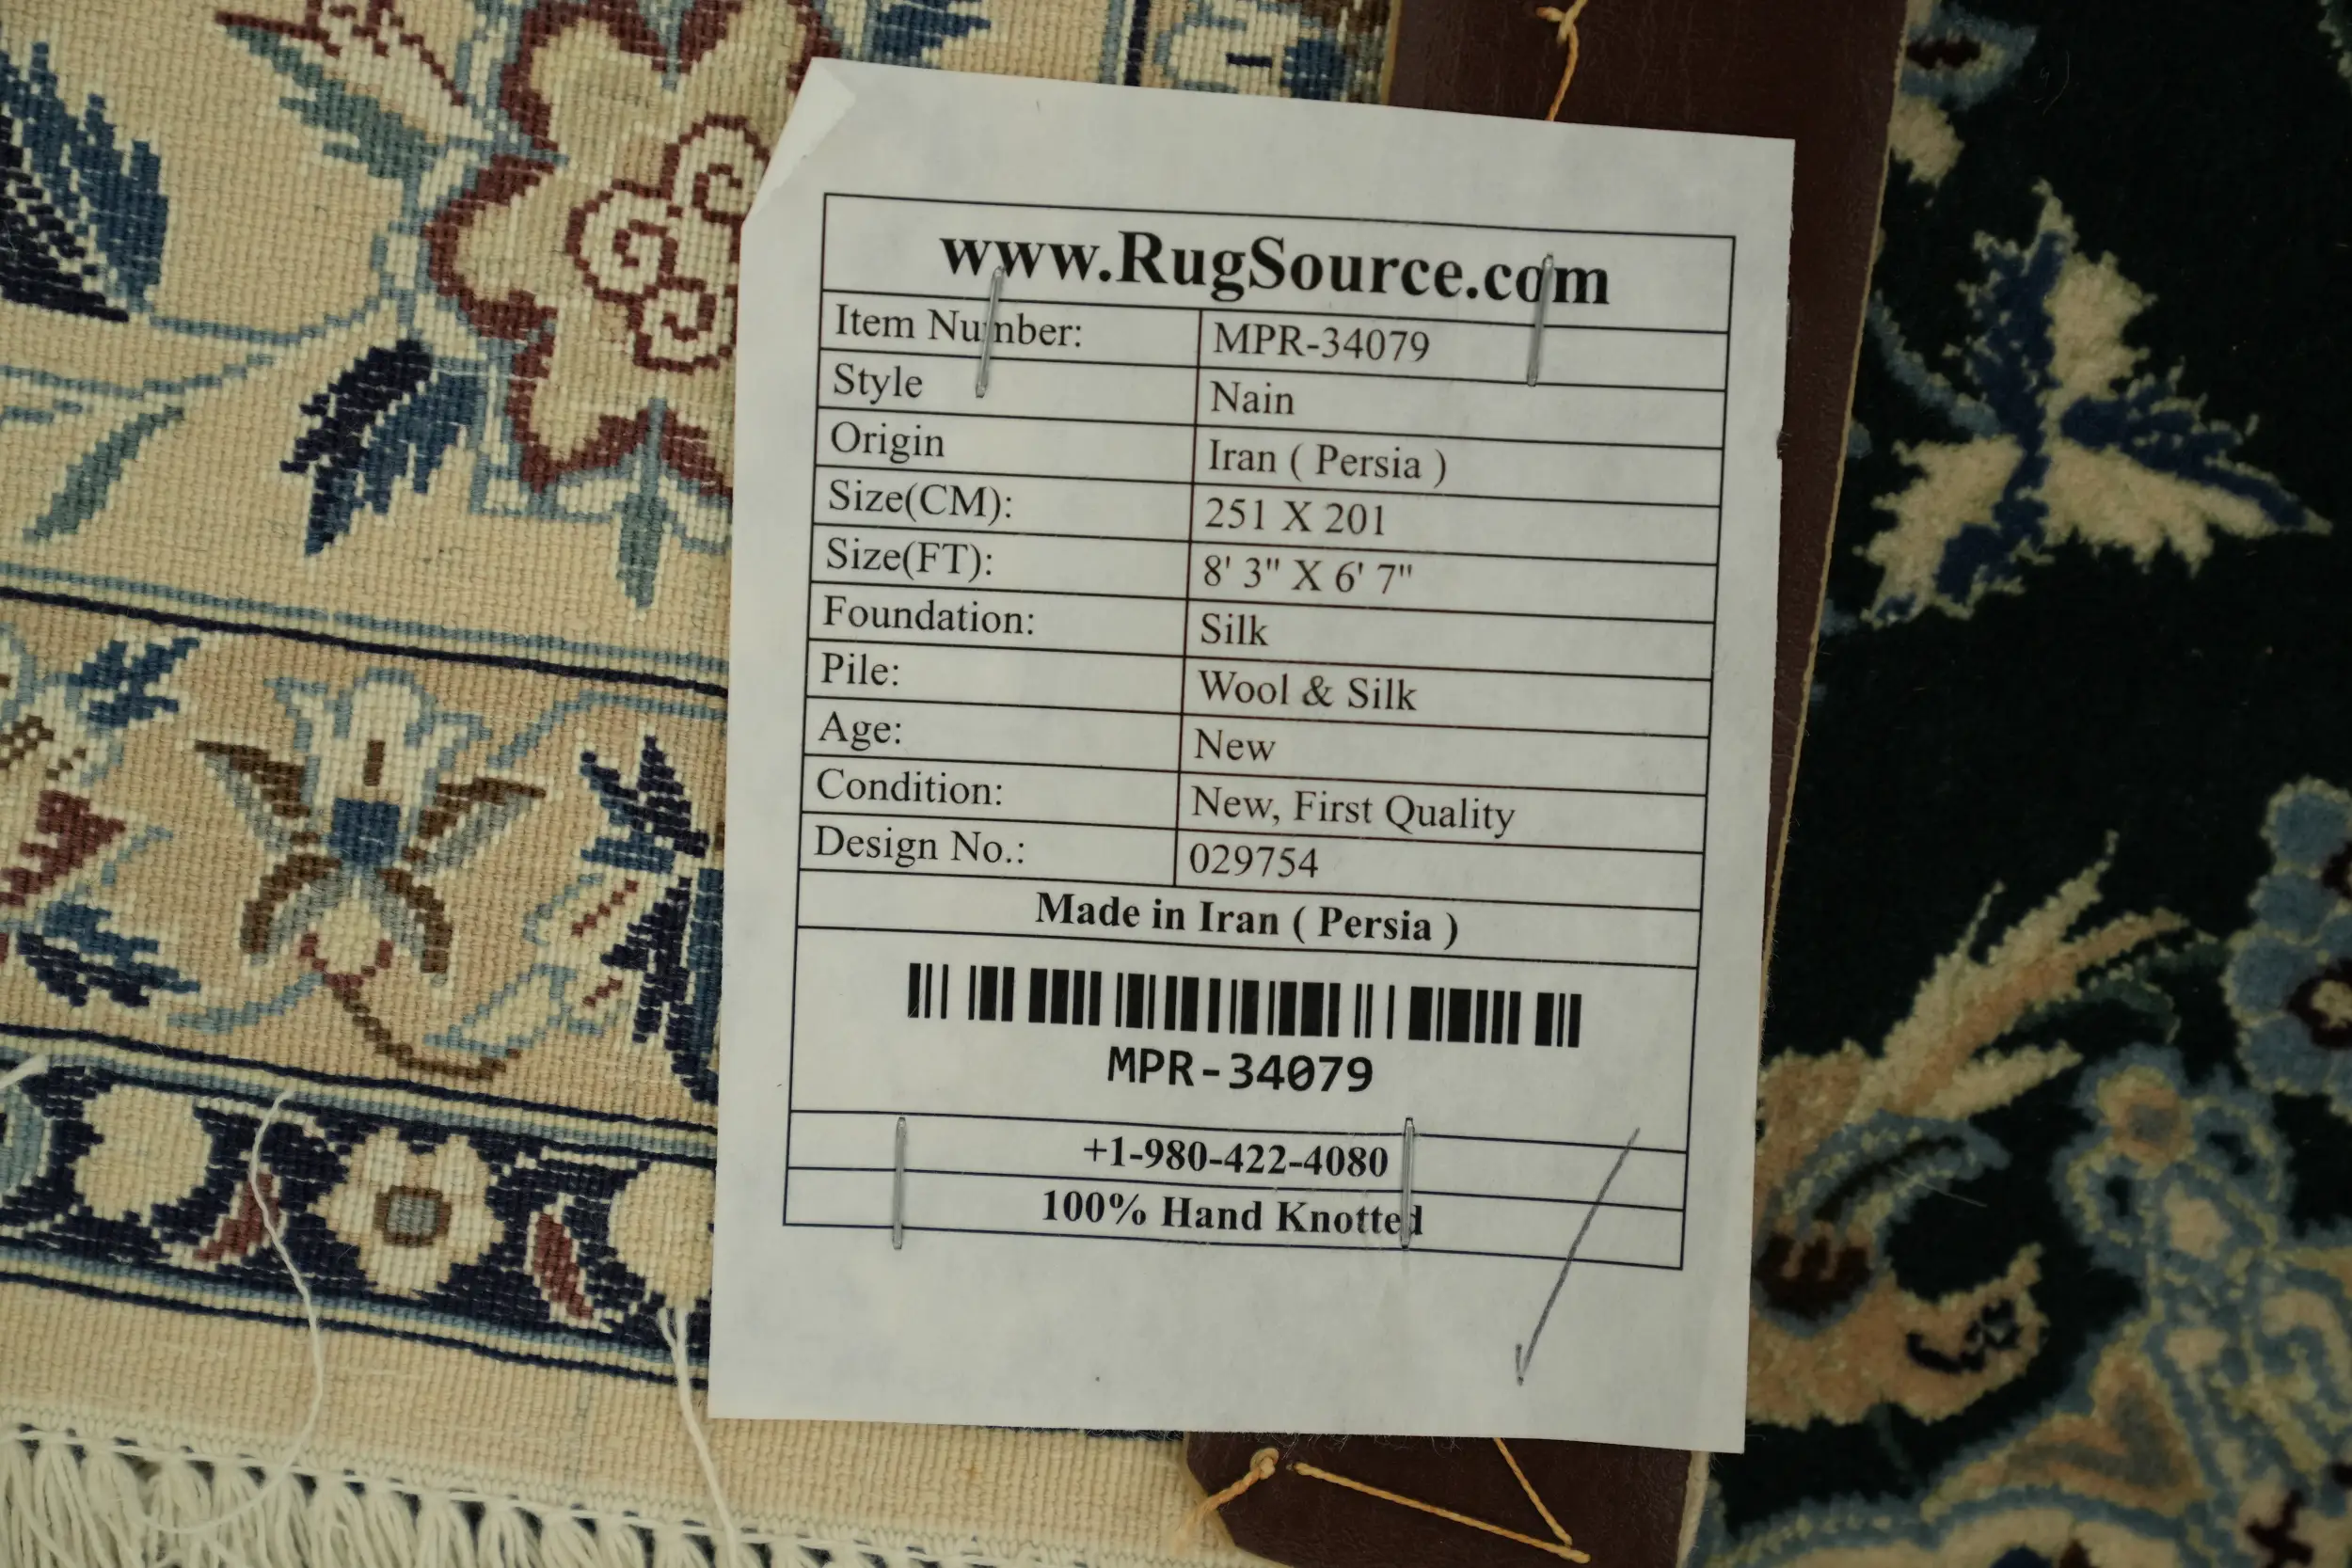 www.RugSource.com
Item Number: MPR-34079
Style Nain
Origin Iran ( Persia )
Size(CM): 251 X 201
Size(FT): 8' 3" X 6' 7"
Foundation: Silk
Pile: Wool & Silk
Age: New
Condition: New, First Quality
Design No.: 029754
Made in Iran ( Persia )
MPR-34079
+1-980-422-4080
100% Hand Knotted